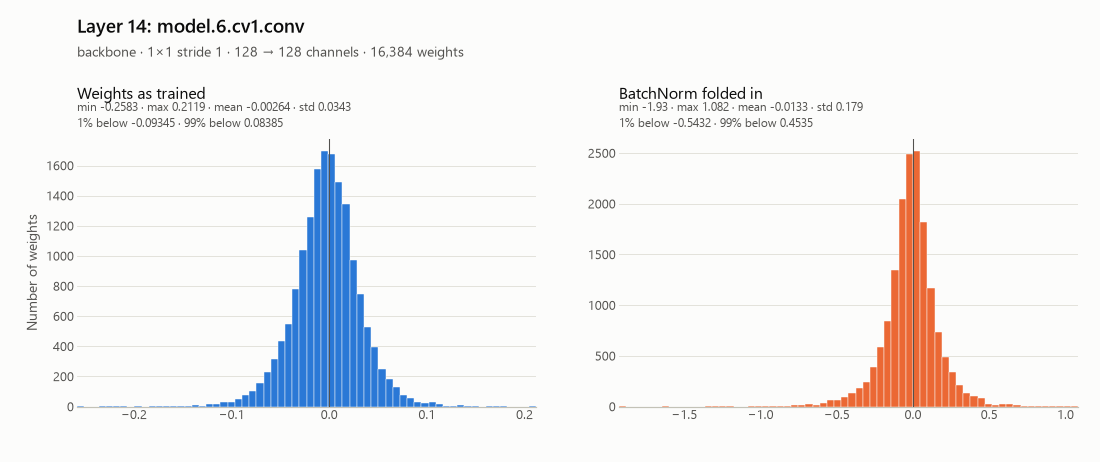 Layer 14: model.6.cv1.conv
backbone · 1×1 stride 1 · 128 → 128 channels · 16,384 weights
Weights as trained
min -0.2583 · max 0.2119 · mean -0.00264 · std 0.0343
1% below -0.09345 · 99% below 0.08385
Number of weights
1600
1400
1200
1000
800
600
400
200
0
−0.2 −0.1 0.0 0.1 0.2
BatchNorm folded in
min -1.93 · max 1.082 · mean -0.0133 · std 0.179
1% below -0.5432 · 99% below 0.4535
2500
2000
1500
1000
500
0
−1.5 −1.0 −0.5 0.0 0.5 1.0